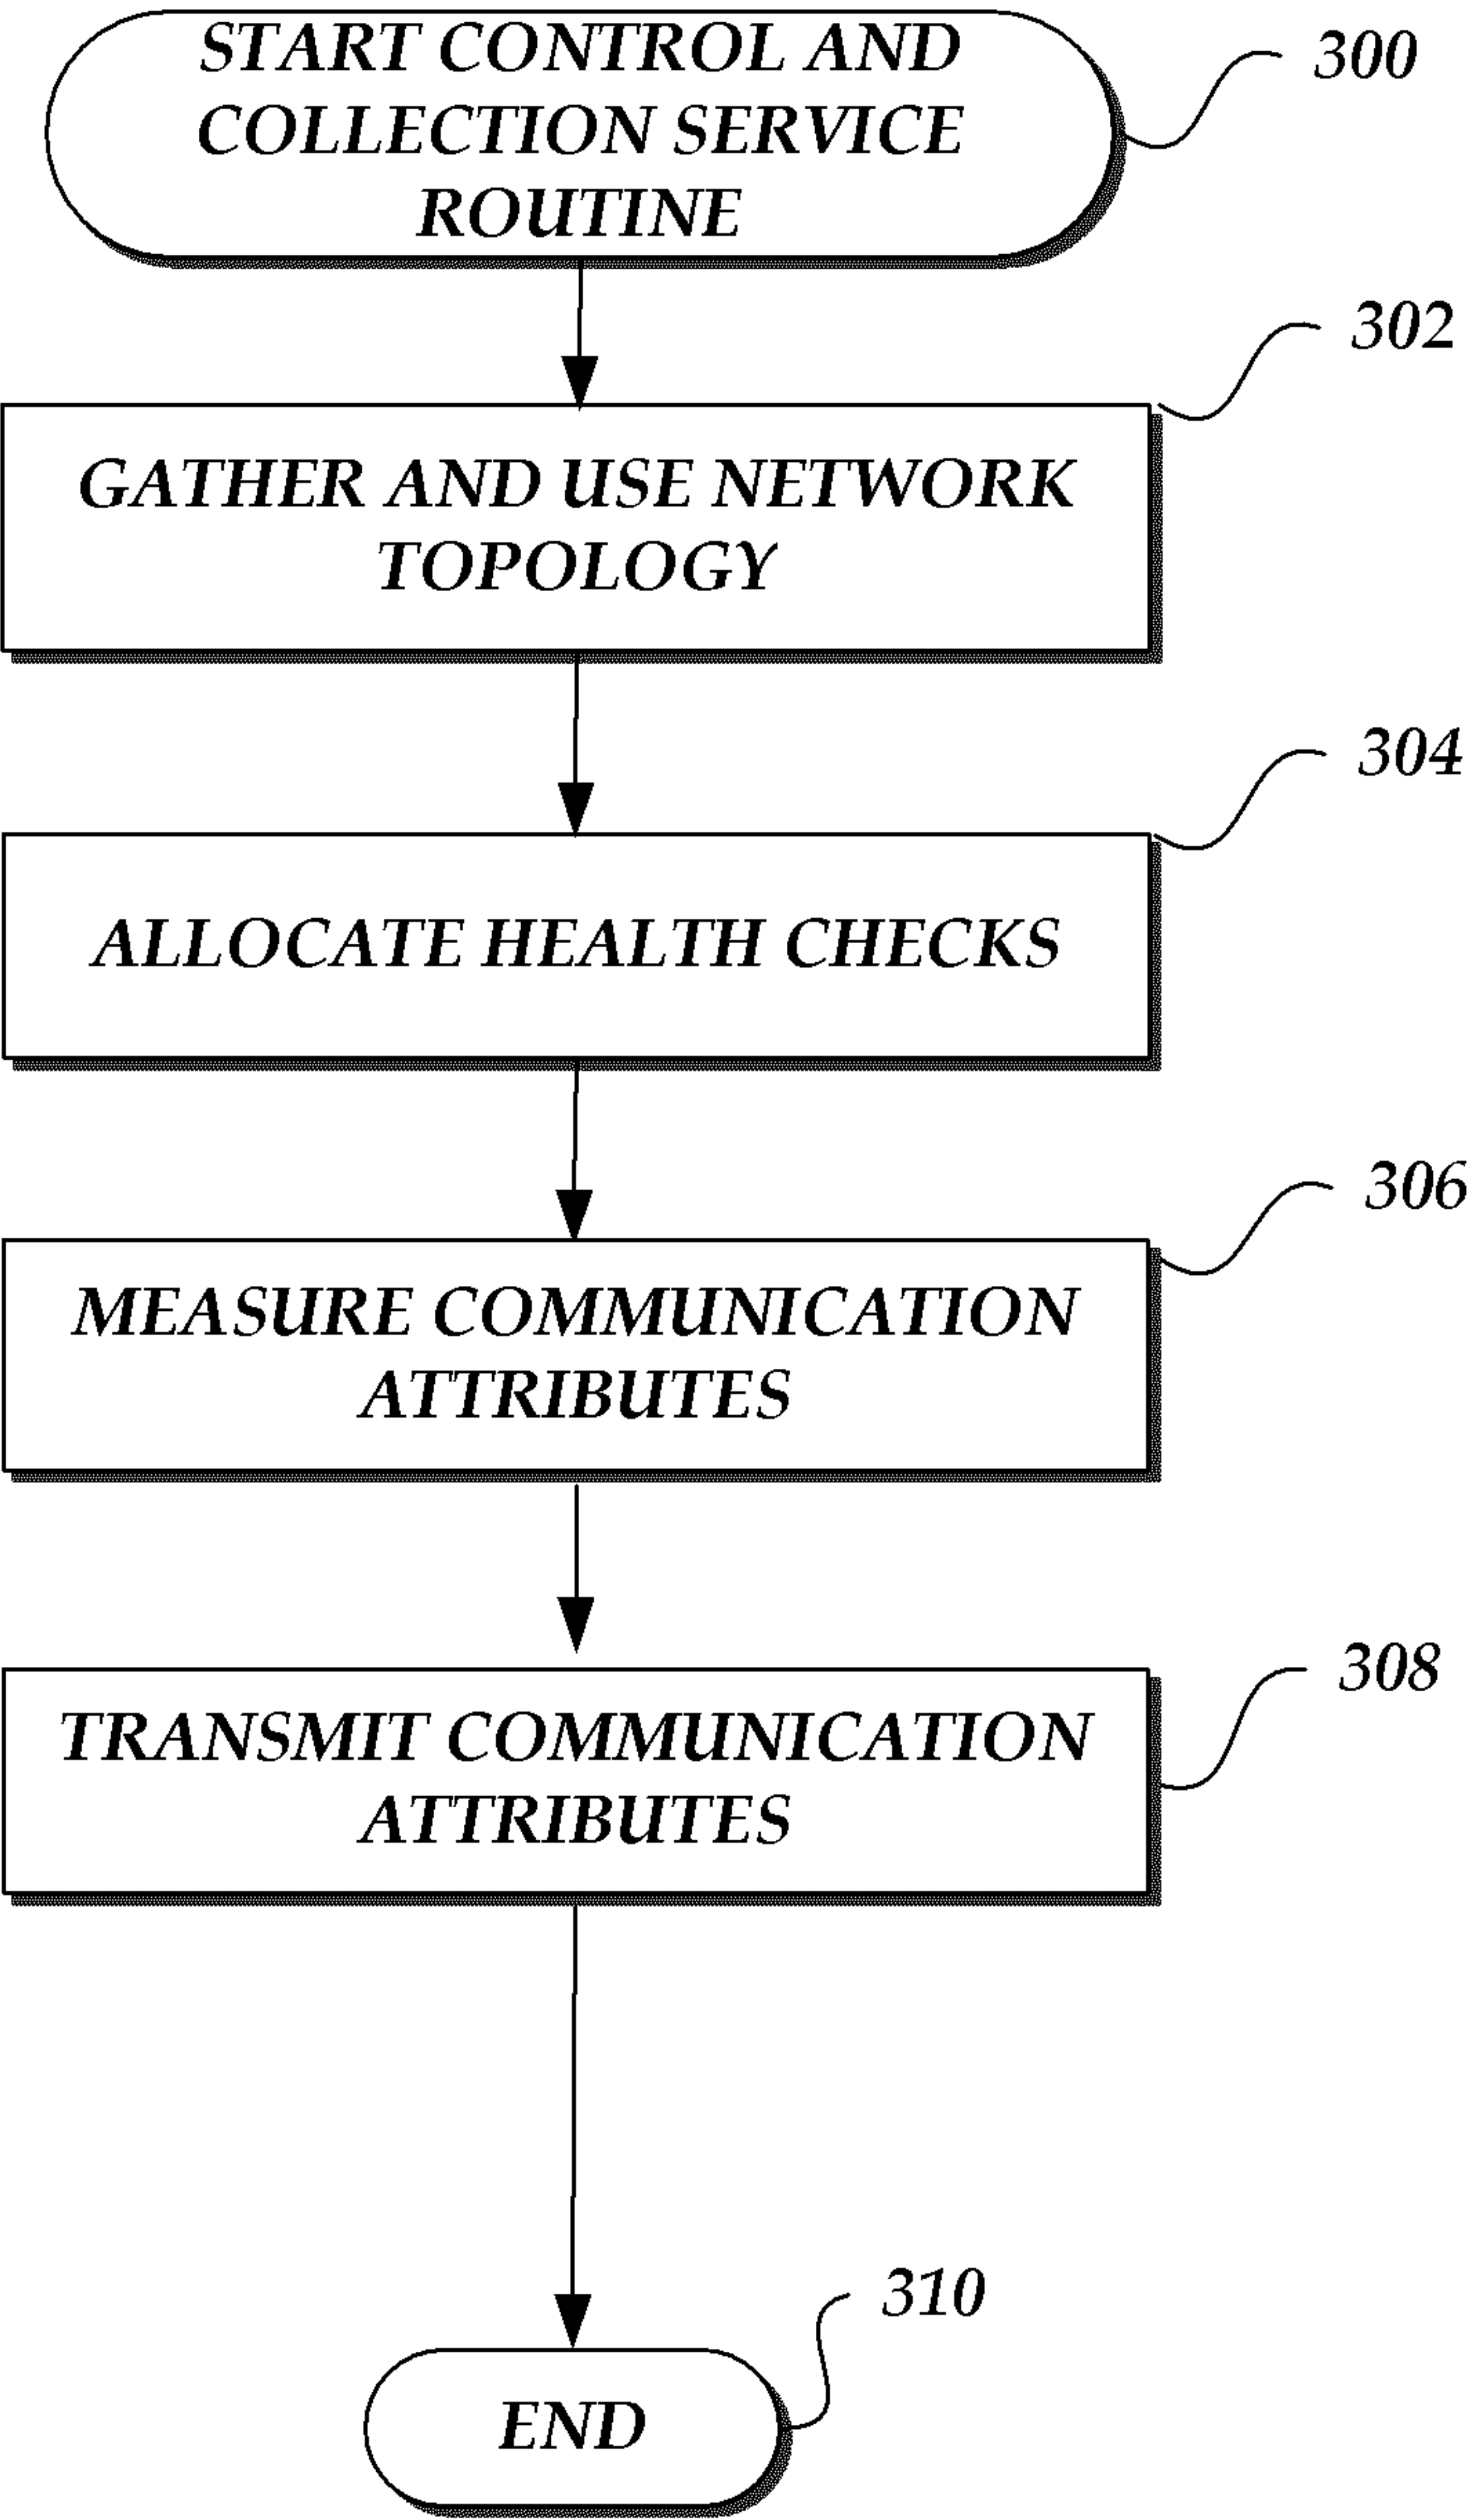 START CONTROL AND
COLLECTION SERVICE
ROUTINE
300
302
GATHER AND USE NETWORK
TOPOLOGY
304
ALLOCATE HEALTH CHECKS
306
MEASURE COMMUNICATION
ATTRIBUTES
308
TRANSMIT COMMUNICATION
ATTRIBUTES
310
END